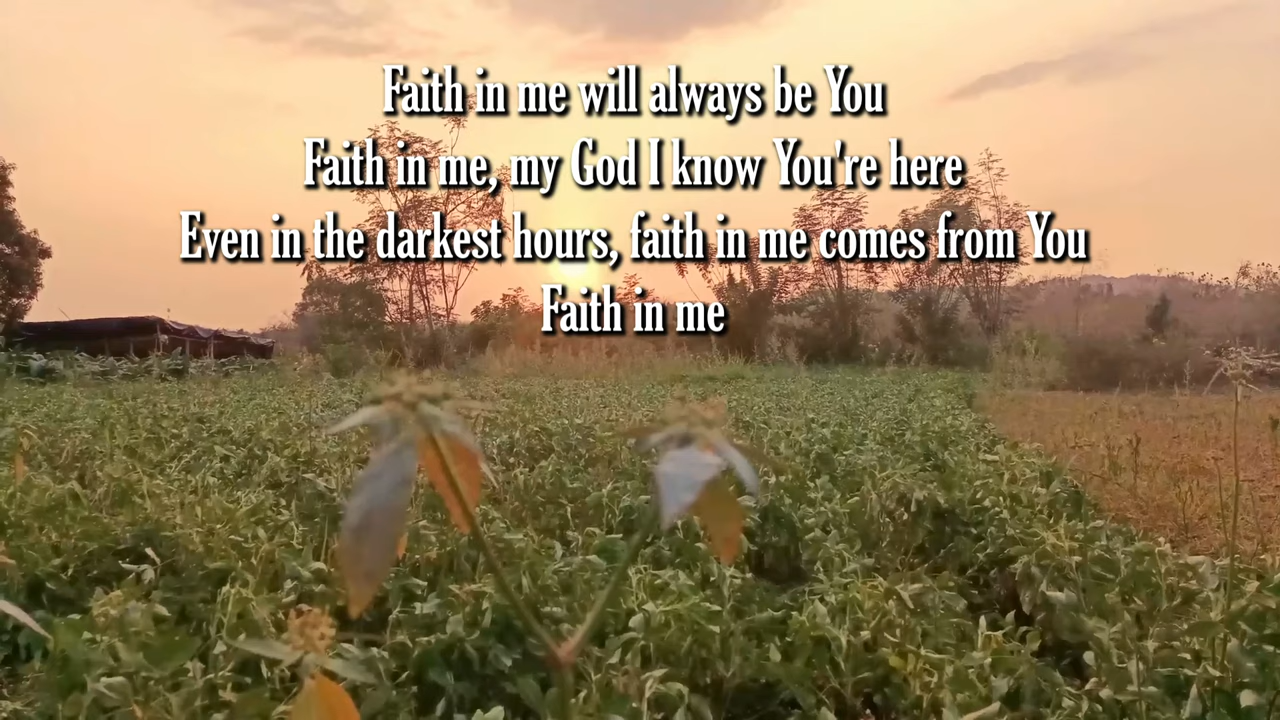 Faith in me will always be You
Faith in me, my God I know You're here
Even in the darkest hours, faith in me comes from You
Faith in me